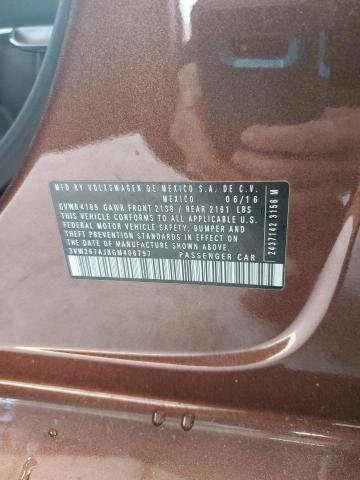 MFD. BY VOLKSWAGEN DE MEXICO S.A. DE C.V.
MEXICO 06/16
GVWR 4189 GAWR FRONT 2138 / REAR 2161 LBS
THIS VEHICLE CONFORMS TO ALL APPLICABLE U.S.
FEDERAL MOTOR VEHICLE SAFETY, BUMPER AND
THEFT PREVENTION STANDARDS IN EFFECT ON THE
DATE OF MANUFACTURE SHOWN ABOVE.
3VW267AJXGM406797 PASSENGER CAR
2437142 3156 M